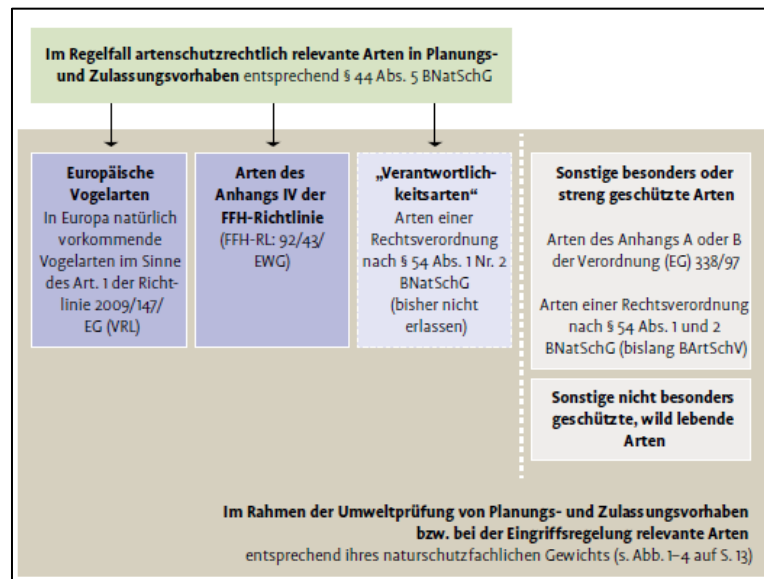 Im Regelfall artenschutzrechtlich relevante Arten in Planungs-
und Zulassungsvorhaben entsprechend § 44 Abs. 5 BNatSchG
Europäische
Vogelarten
In Europa natürlich
vorkommende
Vogelarten im Sinne
des Art. 1 der Richt-
linie 2009/147/
EG (VRL)
Arten des
Anhangs IV der
FFH-Richtlinie
(FFH-RL: 92/43/
EWG)
„Verantwortlich-
keitsarten“
Arten einer
Rechtsverordnung
nach § 54 Abs. 1 Nr. 2
BNatSchG
(bisher nicht
erlassen)
Sonstige besonders oder
streng geschützte Arten
Arten des Anhangs A oder B
der Verordnung (EG) 338/97
Arten einer Rechtsverordnung
nach § 54 Abs. 1 und 2
BNatSchG (bislang BArtSchV)
Sonstige nicht besonders
geschützte, wild lebende
Arten
Im Rahmen der Umweltprüfung von Planungs- und Zulassungsvorhaben
bzw. bei der Eingriffsregelung relevante Arten
entsprechend ihres naturschutzfachlichen Gewichts (s. Abb. 1–4 auf S. 13)